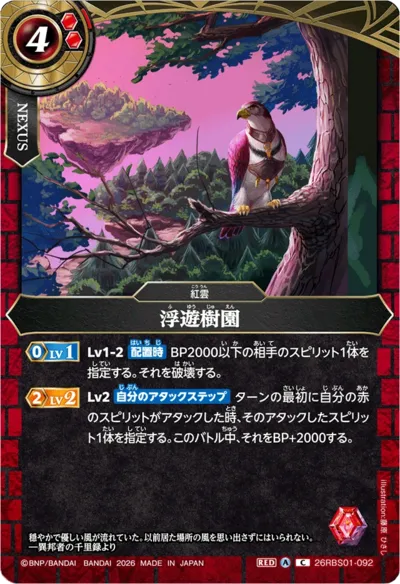 4
NEXUS
紅雲
浮遊樹園
0 LV1 Lv1-2 配置時 BP2000以下の相手のスピリット1体を
指定する。それを破壊する。
2 LV2 Lv2 自分のアタックステップ ターンの最初に自分の赤
のスピリットがアタックした時、そのアタックしたスピリッ
ト1体を指定する。このバトル中、それをBP+2000する。
穏やかで優しい風が流れていた。以前居た場所の風を思い出さずにはいられない。
―異邦者の千里録より
illustration:藤原 ひさし
©BNP/BANDAI BANDAI 2026 MADE IN JAPAN RED A C 26RBS01-092